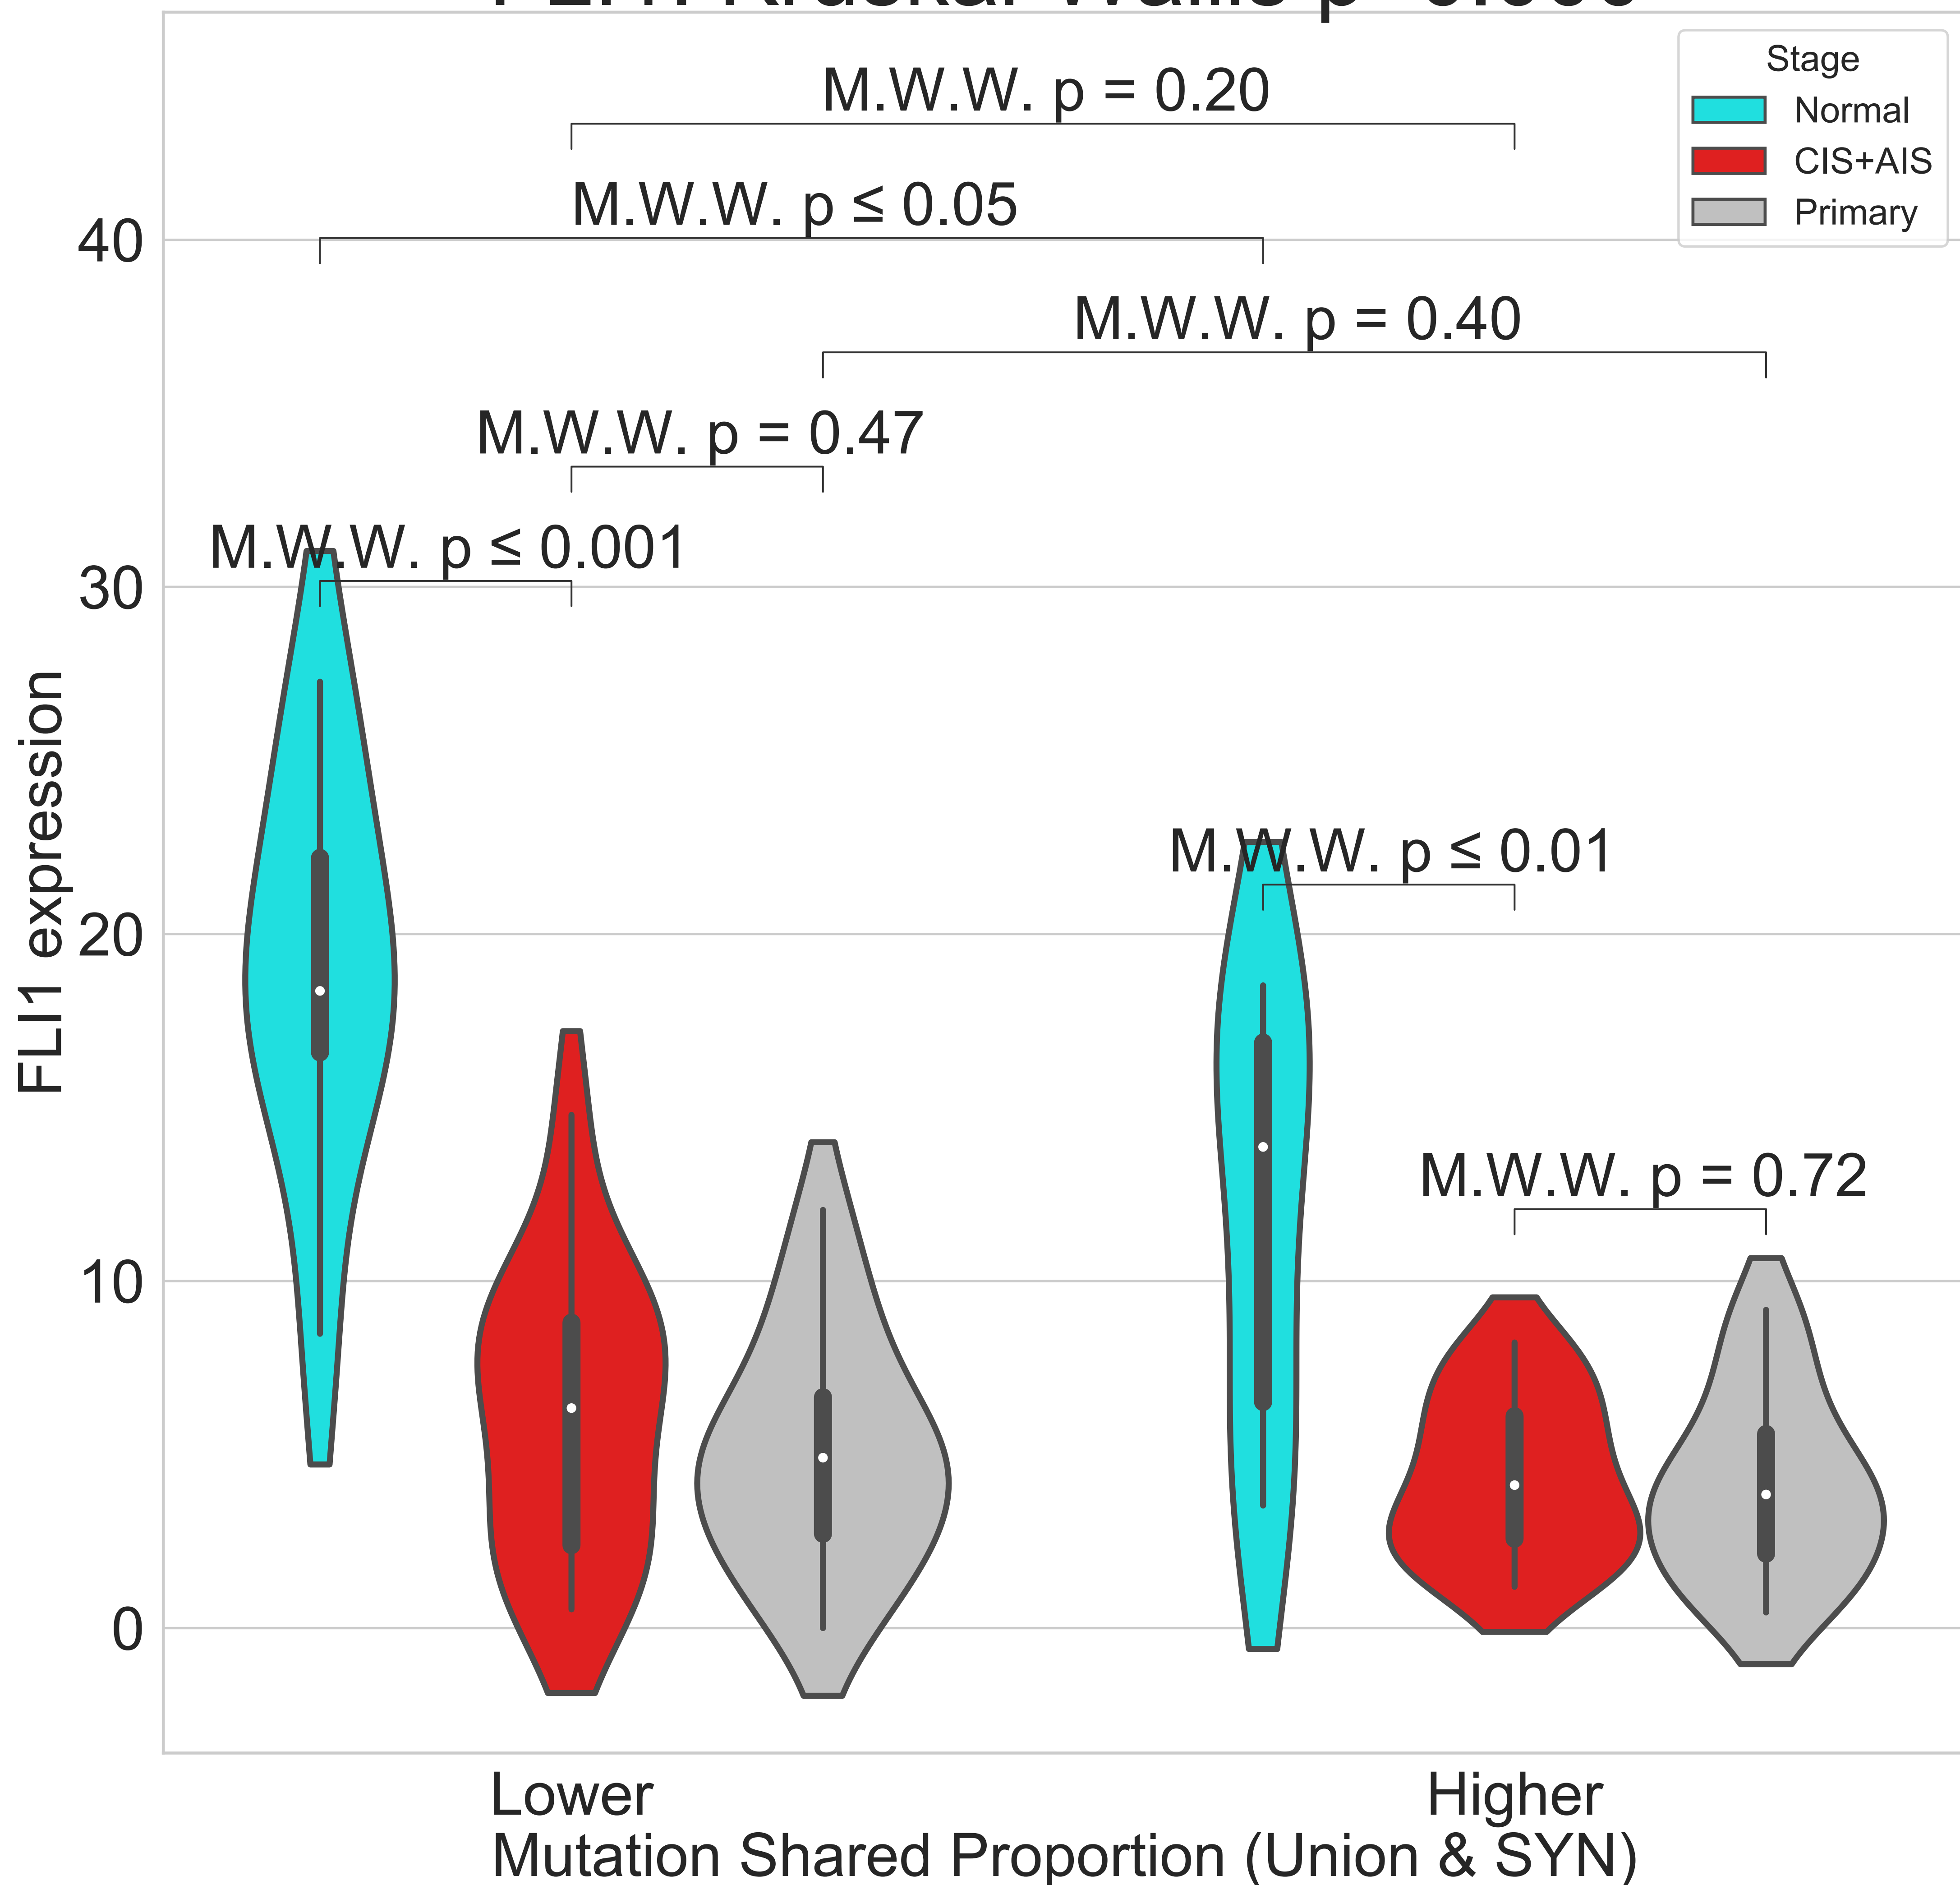 Stage
Normal
CIS+AIS
Primary
M.W.W. p = 0.20
M.W.W. p ≤ 0.05
M.W.W. p = 0.40
M.W.W. p = 0.47
M.W.W. p ≤ 0.001
M.W.W. p ≤ 0.01
M.W.W. p = 0.72
FLI1 expression
40
30
20
10
0
Lower
Higher
Mutation Shared Proportion (Union & SYN)